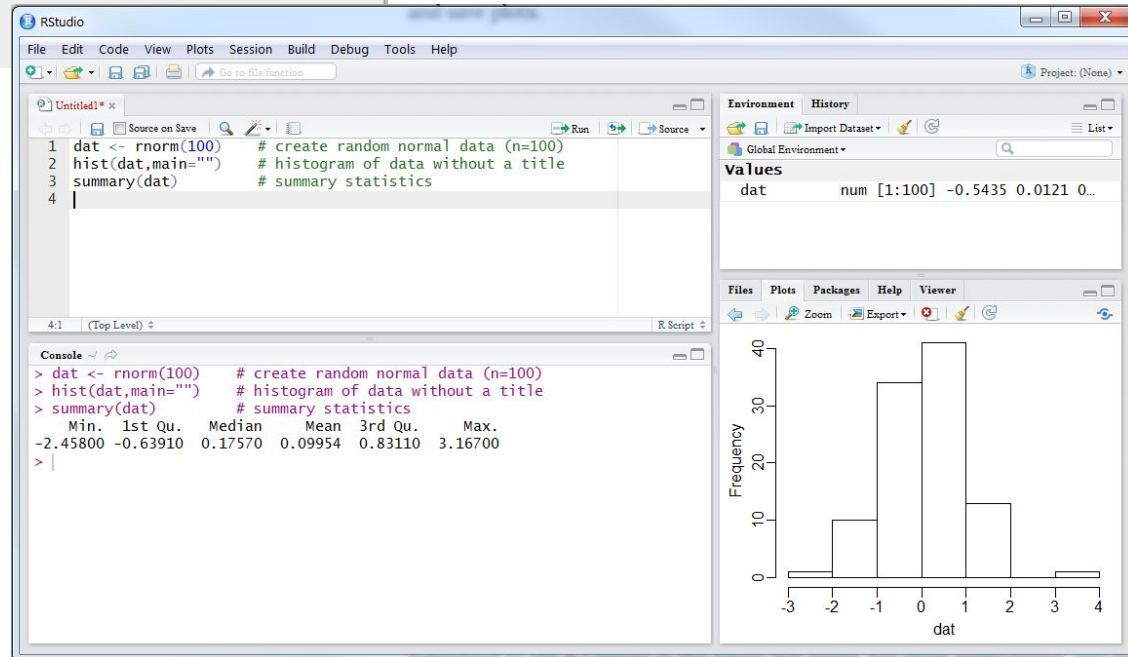 and save plots.
RStudio
File Edit Code View Plots Session Build Debug Tools Help
Go to file/function
Project: (None)
Untitled1*
Source on Save
Run
Source
1 dat <- rnorm(100) # create random normal data (n=100)
2 hist(dat,main="") # histogram of data without a title
3 summary(dat) # summary statistics
4
4:1 (Top Level)
R Script
Console ~/
> dat <- rnorm(100) # create random normal data (n=100)
> hist(dat,main="") # histogram of data without a title
> summary(dat) # summary statistics
Min. 1st Qu. Median Mean 3rd Qu. Max.
-2.45800 -0.63910 0.17570 0.09954 0.83110 3.16700
>
Environment History
Import Dataset
List
Global Environment
Values
dat num [1:100] -0.5435 0.0121 0…
Files Plots Packages Help Viewer
Zoom Export
Frequency
40
30
20
10
0
-3 -2 -1 0 1 2 3 4
dat